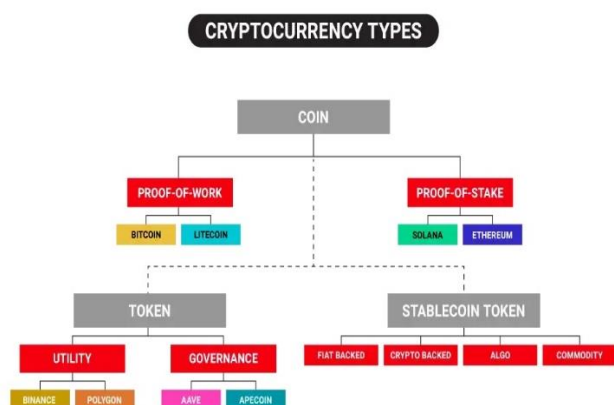 CRYPTOCURRENCY TYPES
COIN
PROOF-OF-WORK
PROOF-OF-STAKE
BITCOIN
LITECOIN
SOLANA
ETHEREUM
TOKEN
STABLECOIN TOKEN
UTILITY
GOVERNANCE
FIAT BACKED
CRYPTO BACKED
ALGO
COMMODITY
BINANCE
POLYGON
AAVE
APECOIN